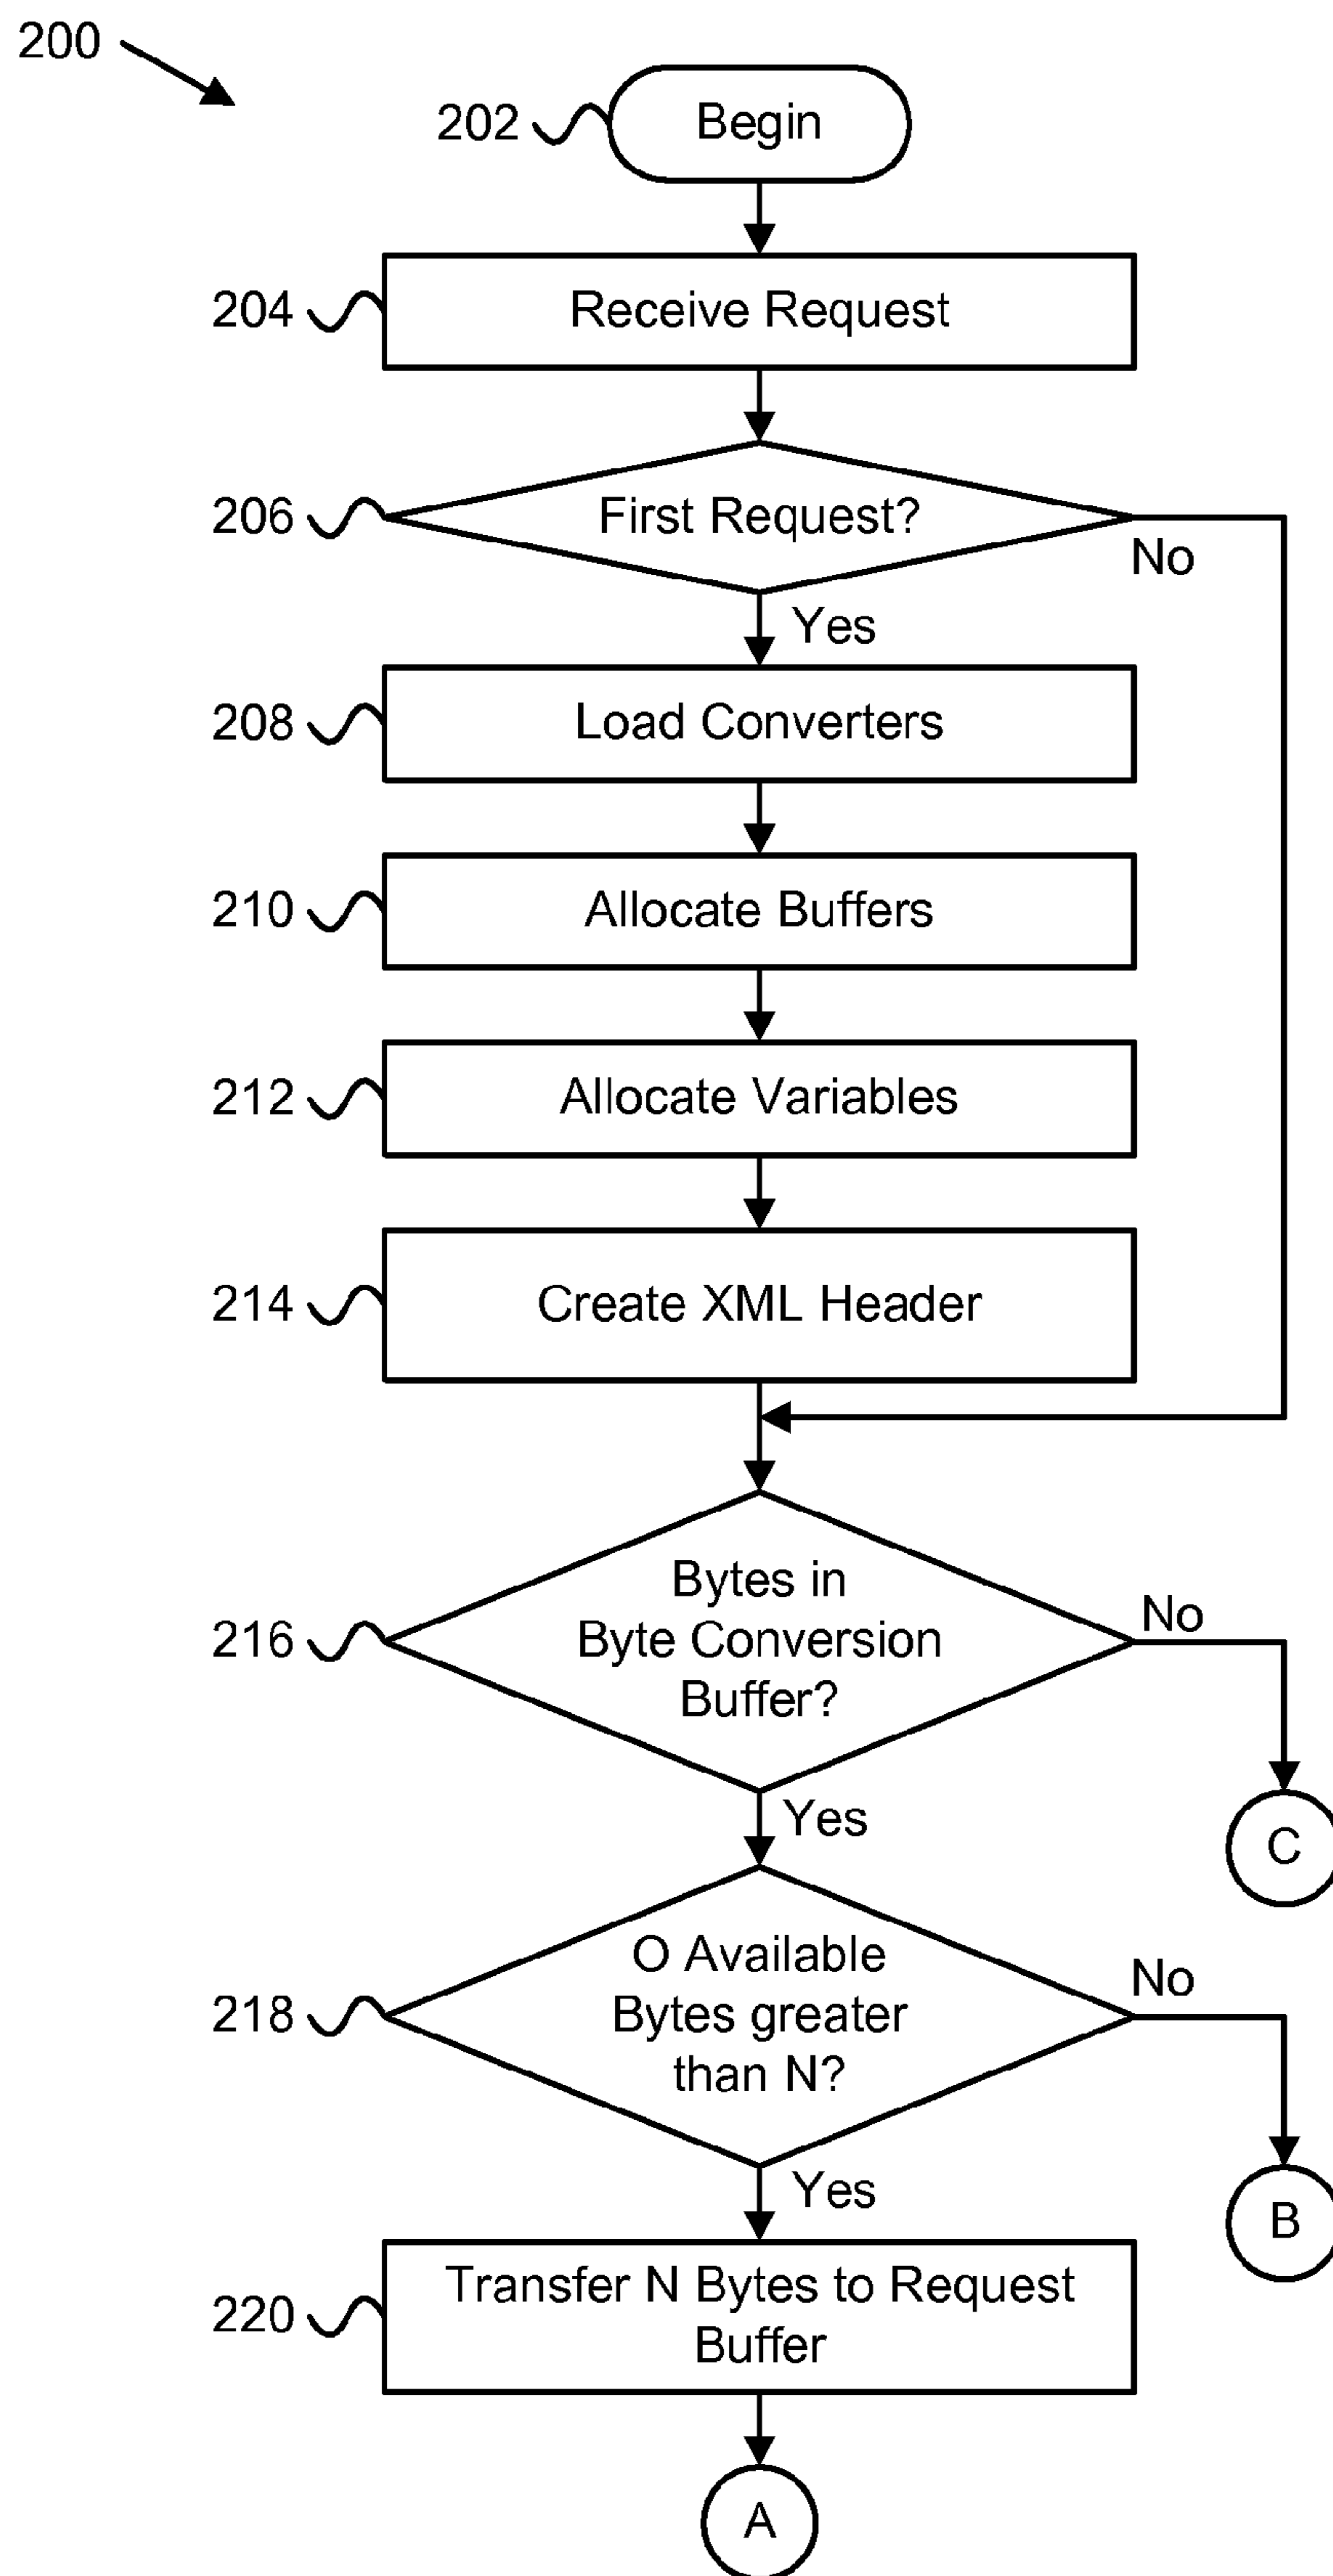 200
202
Begin
204
Receive Request
206
First Request?
No
Yes
208
Load Converters
210
Allocate Buffers
212
Allocate Variables
214
Create XML Header
216
Bytes in
Byte Conversion
Buffer?
No
Yes
C
218
O Available
Bytes greater
than N?
No
Yes
B
220
Transfer N Bytes to Request
Buffer
A